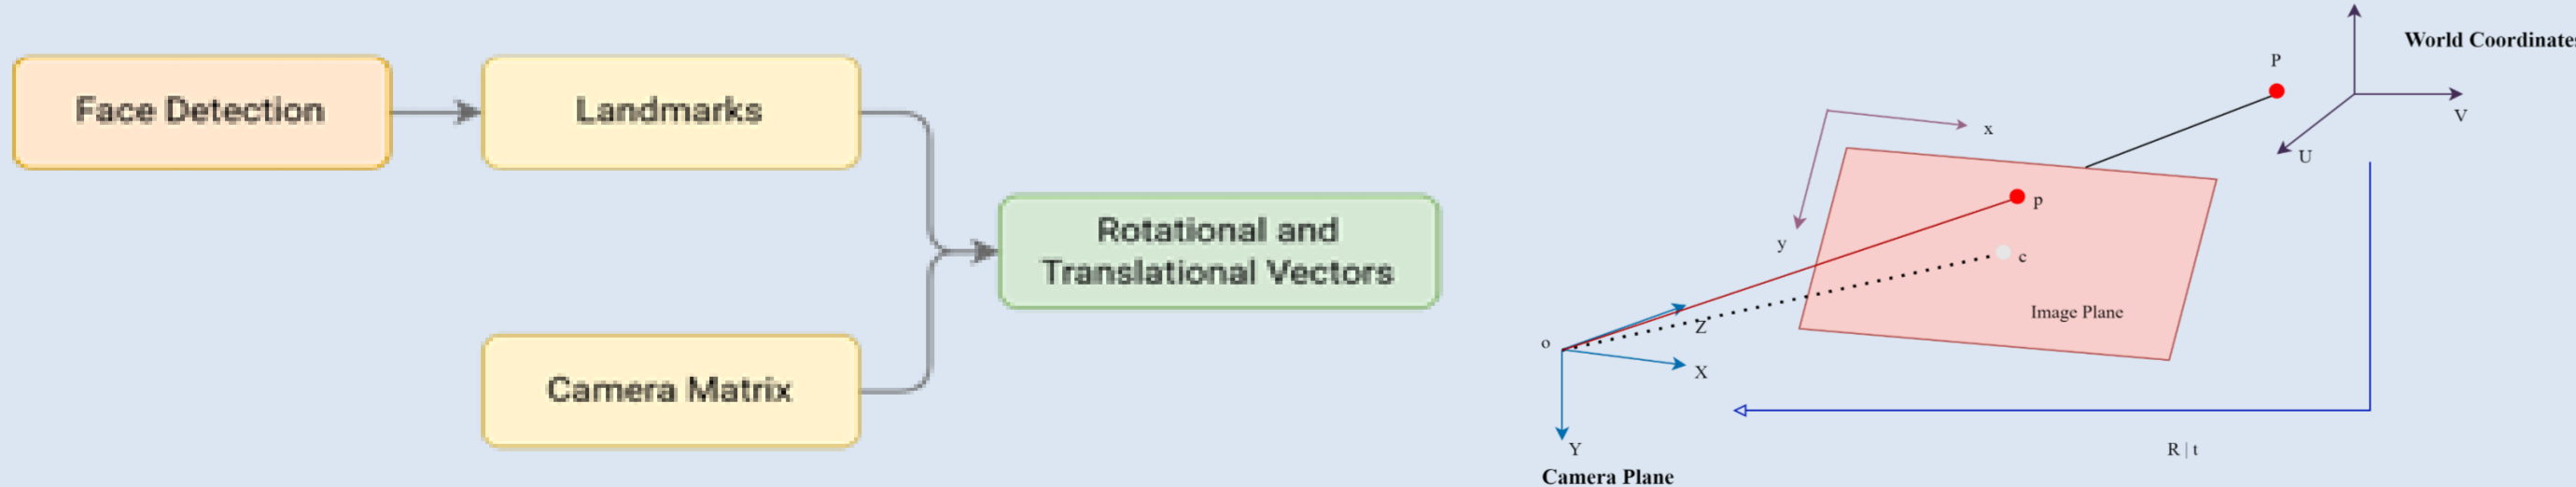 Face Detection
Landmarks
Camera Matrix
Rotational and
Translational Vectors
World Coordinates
P
V
U
x
y
p
c
Image Plane
o
Z
X
Y
R | t
Camera Plane